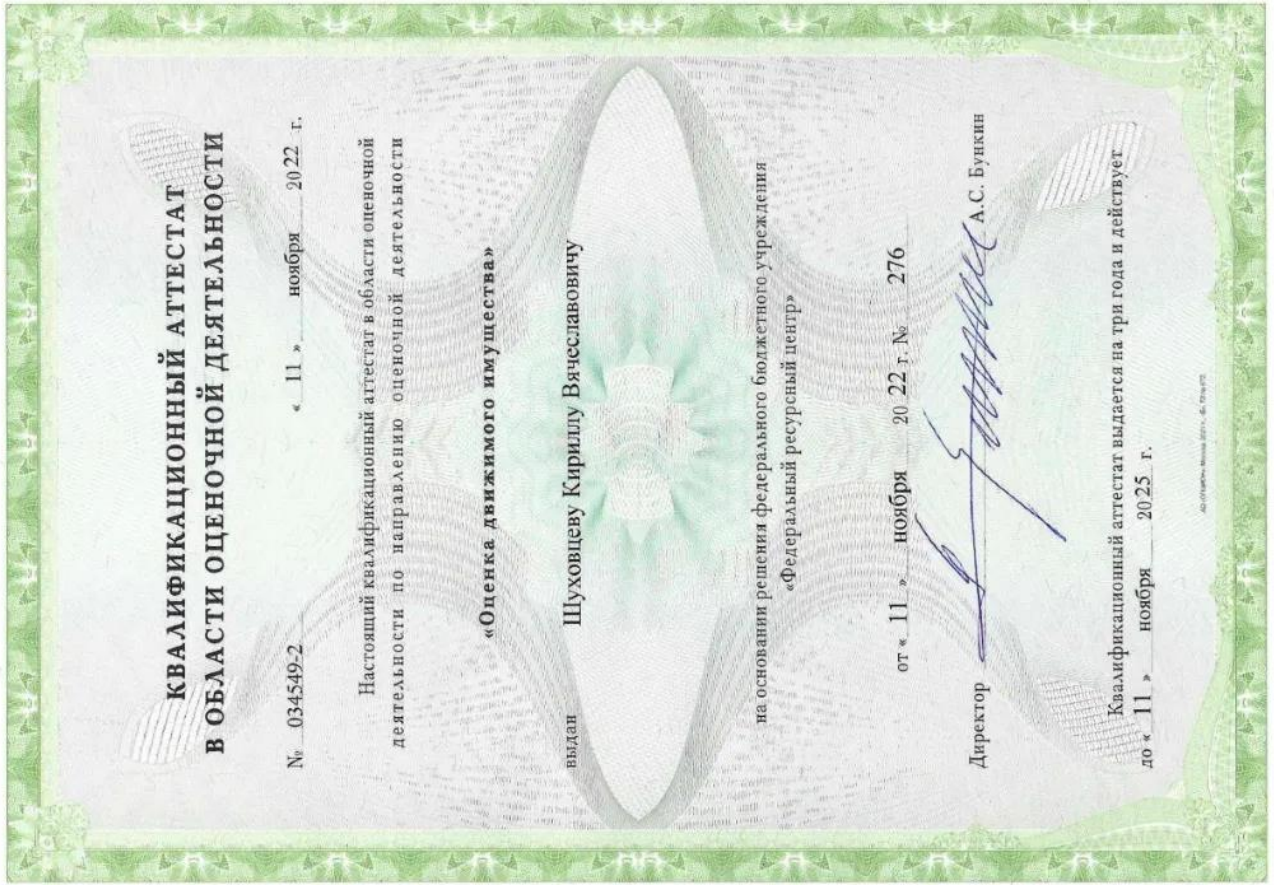 КВАЛИФИКАЦИОННЫЙ АТТЕСТАТ
В ОБЛАСТИ ОЦЕНОЧНОЙ ДЕЯТЕЛЬНОСТИ
№ 034549-2 « 11 » ноября 2022 г.
Настоящий квалификационный аттестат в области оценочной
деятельности по направлению оценочной деятельности
«Оценка движимого имущества»
выдан Шуховцеву Кириллу Вячеславовичу
на основании решения федерального бюджетного учреждения
«Федеральный ресурсный центр»
от « 11 » ноября 2022 г. № 276
Директор А.С. Бункин
Квалификационный аттестат выдается на три года и действует
до « 11 » ноября 2025 г.